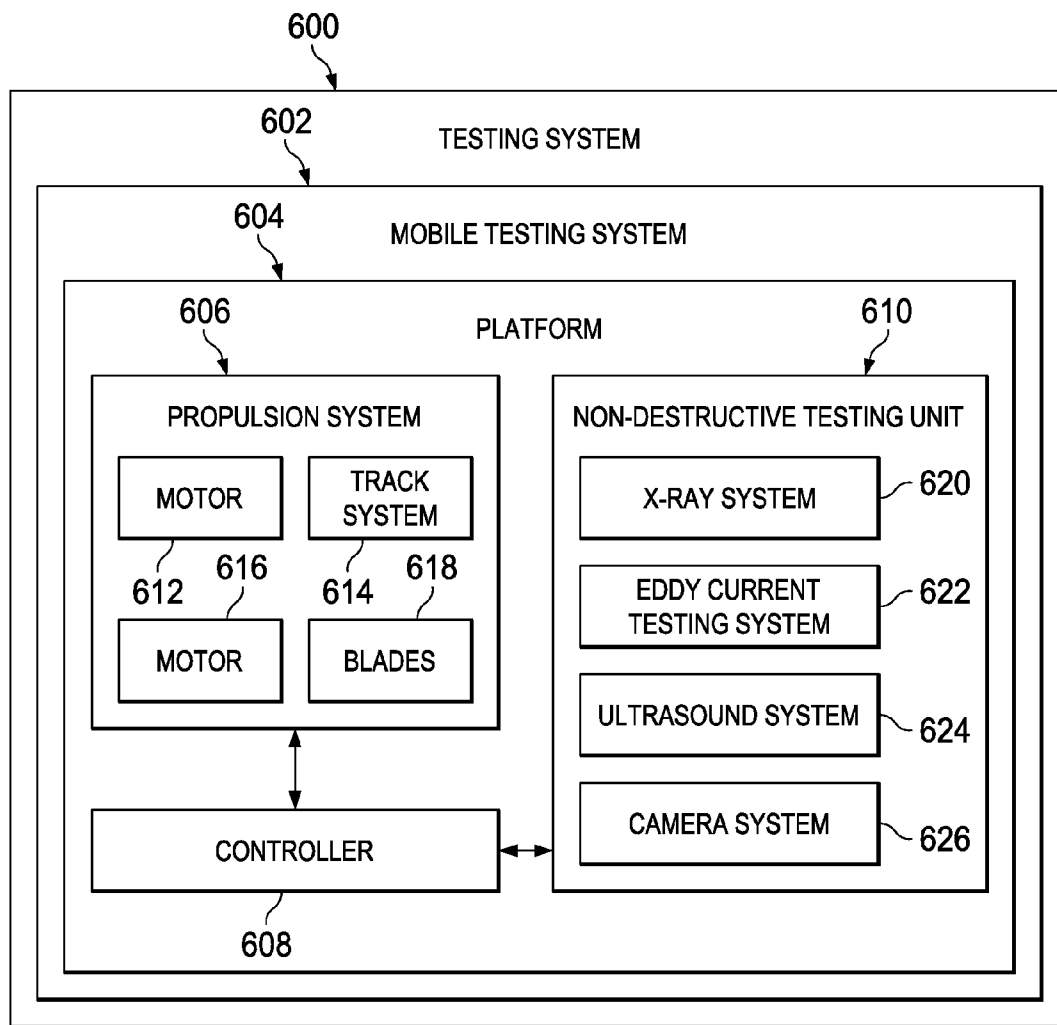 600
602
TESTING SYSTEM
604
MOBILE TESTING SYSTEM
606
PLATFORM
610
PROPULSION SYSTEM
NON-DESTRUCTIVE TESTING UNIT
MOTOR
TRACK
SYSTEM
X-RAY SYSTEM
620
612
616
614
618
EDDY CURRENT
TESTING SYSTEM
622
MOTOR
BLADES
ULTRASOUND SYSTEM
624
CONTROLLER
CAMERA SYSTEM
626
608